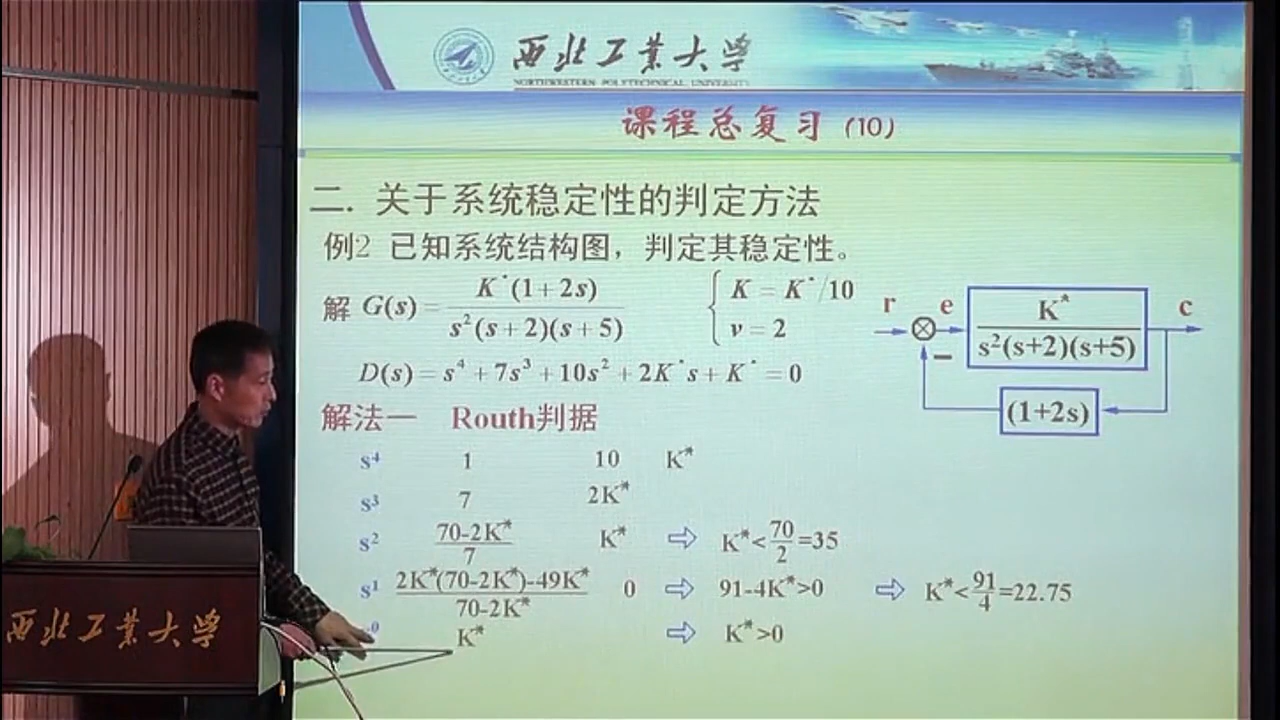 西北工业大学
NORTHWESTERN POLYTECHNICAL UNIVERSITY
课程总复习 (10)
二. 关于系统稳定性的判定方法
例2 已知系统结构图，判定其稳定性。
解 G(s) = K*(1+2s) / s²(s+2)(s+5) { K = K*/10
v = 2
D(s) = s⁴ + 7s³ + 10s² + 2K*s + K* = 0
r e K* / s²(s+2)(s+5) c
−
(1+2s)
解法一 Routh判据
s⁴ 1 10 K*
s³ 7 2K*
s² 70-2K* / 7 K* ⇨ K*< 70/2 =35
s¹ 2K*(70-2K*)-49K* / 70-2K* 0 ⇨ 91-4K*>0 ⇨ K*< 91/4 =22.75
0 K* ⇨ K*>0
西北工业大学